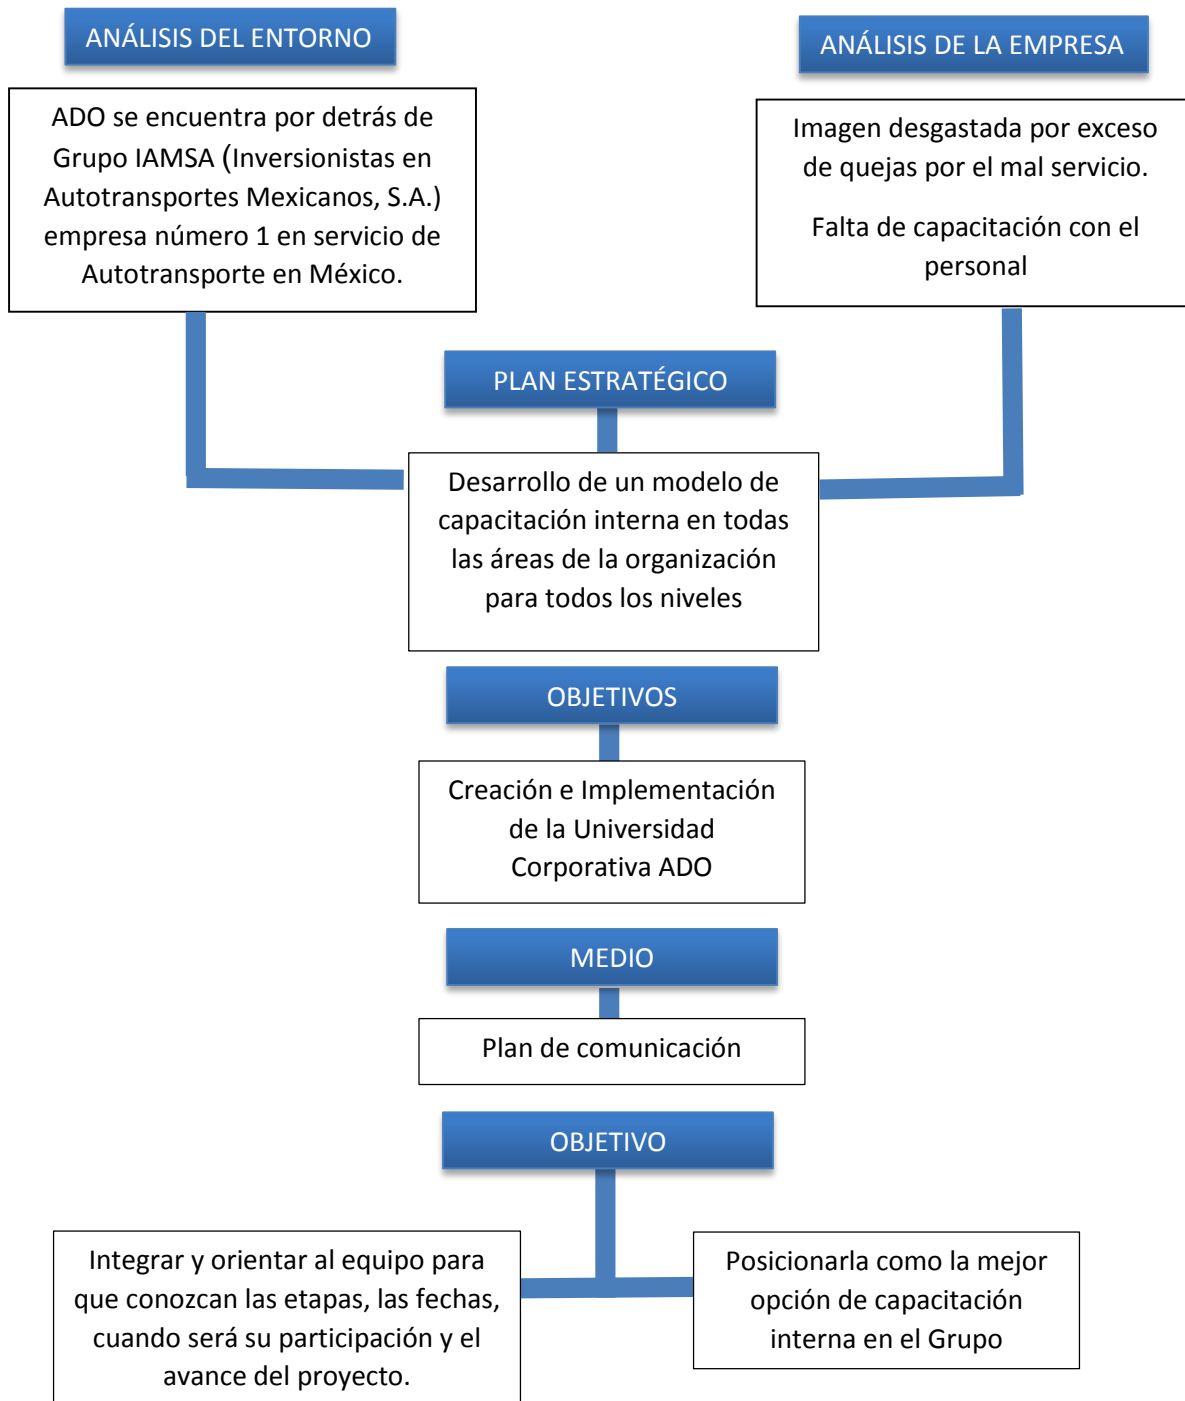 ANÁLISIS DEL ENTORNO
ADO se encuentra por detrás de
Grupo IAMSA (Inversionistas en
Autotransportes Mexicanos, S.A.)
empresa número 1 en servicio de
Autotransporte en México.
ANÁLISIS DE LA EMPRESA
Imagen desgastada por exceso
de quejas por el mal servicio.
Falta de capacitación con el
personal
PLAN ESTRATÉGICO
Desarrollo de un modelo de
capacitación interna en todas
las áreas de la organización
para todos los niveles
OBJETIVOS
Creación e Implementación
de la Universidad
Corporativa ADO
MEDIO
Plan de comunicación
OBJETIVO
Integrar y orientar al equipo para
que conozcan las etapas, las fechas,
cuando será su participación y el
avance del proyecto.
Posicionarla como la mejor
opción de capacitación
interna en el Grupo